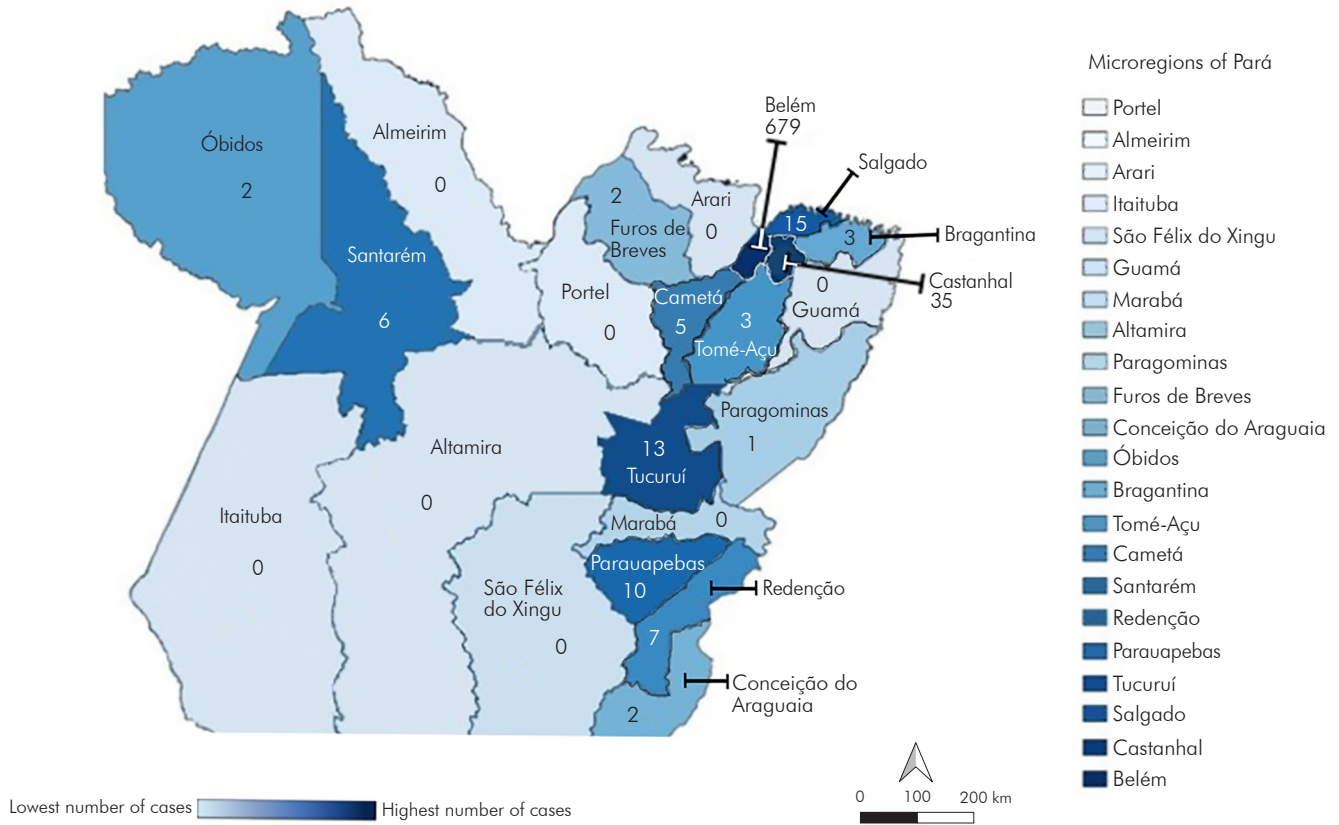 Microregions of Pará
Belém
679
Almeirim
0
Óbidos
2
Salgado
15
Arari
0
2
Furos de
Breves
3
Bragantina
Santarém
6
Castanhal
35
0
Guamá
Portel
0
Cametá
5
3
Tomé-Açu
Paragominas
1
Altamira
0
13
Tucuruí
Itaituba
0
Marabá
0
Parauapebas
10
São Félix
do Xingu
0
Redenção
7
Conceição do
Araguaia
2
Portel
Almeirim
Arari
Itaituba
São Félix do Xingu
Guamá
Marabá
Altamira
Paragominas
Furos de Breves
Conceição do Araguaia
Óbidos
Bragantina
Tomé-Açu
Cametá
Santarém
Redenção
Parauapebas
Tucuruí
Salgado
Castanhal
Belém
Lowest number of cases
Highest number of cases
0 100 200 km